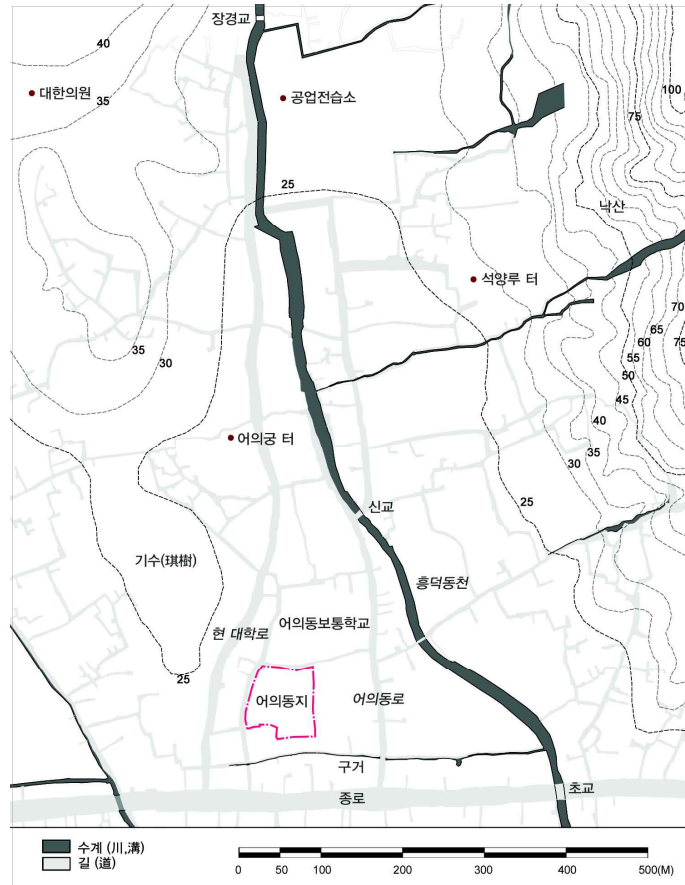 장경교
40
대한의원
35
공업전습소
100
75
25
낙산
석양루 터
70
65
75
60
55
50
45
40
35
30
25
35
30
어의궁 터
신교
기수(琪樹)
흥덕동천
어의동보통학교
현 대학로
25
어의동지
어의동로
구거
초교
종로
수계 (川,溝)
길 (道)
0 50 100 200 300 400 500(M)